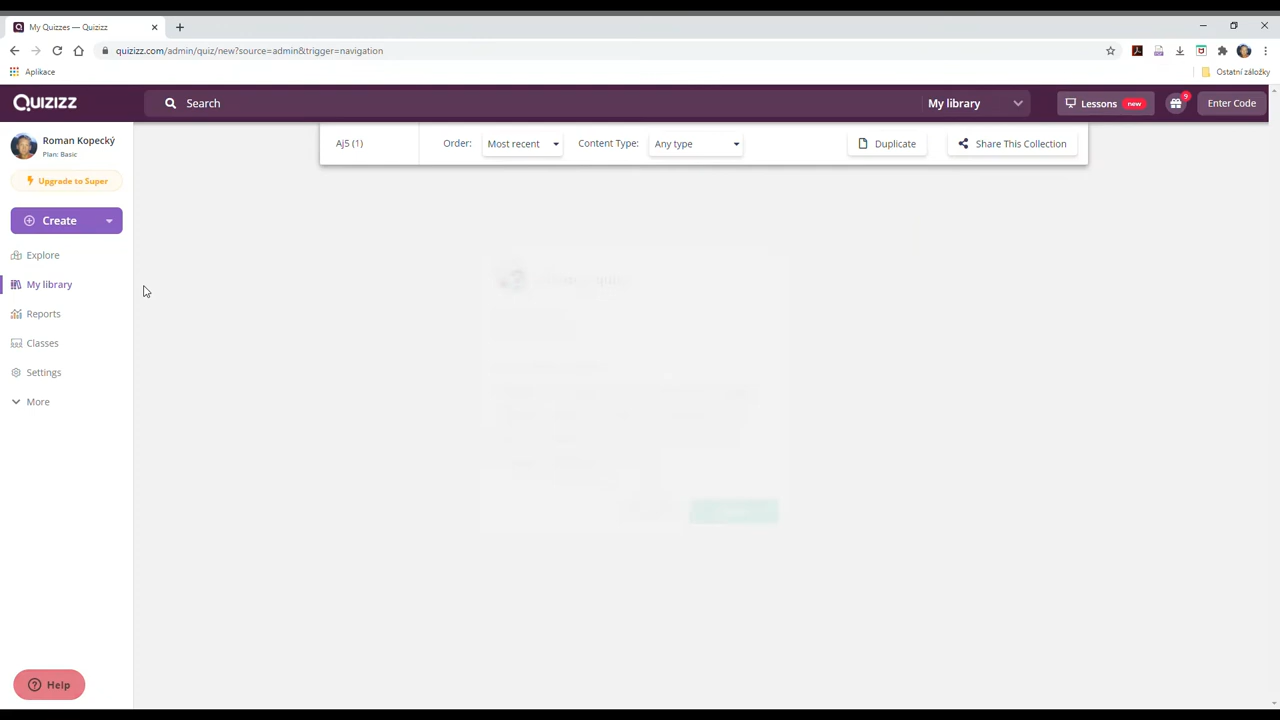 My Quizzes — Quizizz
quizizz.com/admin/quiz/new?source=admin&trigger=navigation
Aplikace
Ostatní záložky
QUIZIZZ
Search
My library
Lessons new
9
Enter Code
Roman Kopecký
Plan: Basic
Upgrade to Super
Create
Explore
My library
Reports
Classes
Settings
More
Help
Aj5 (1)
Order:
Most recent
Content Type:
Any type
Duplicate
Share This Collection